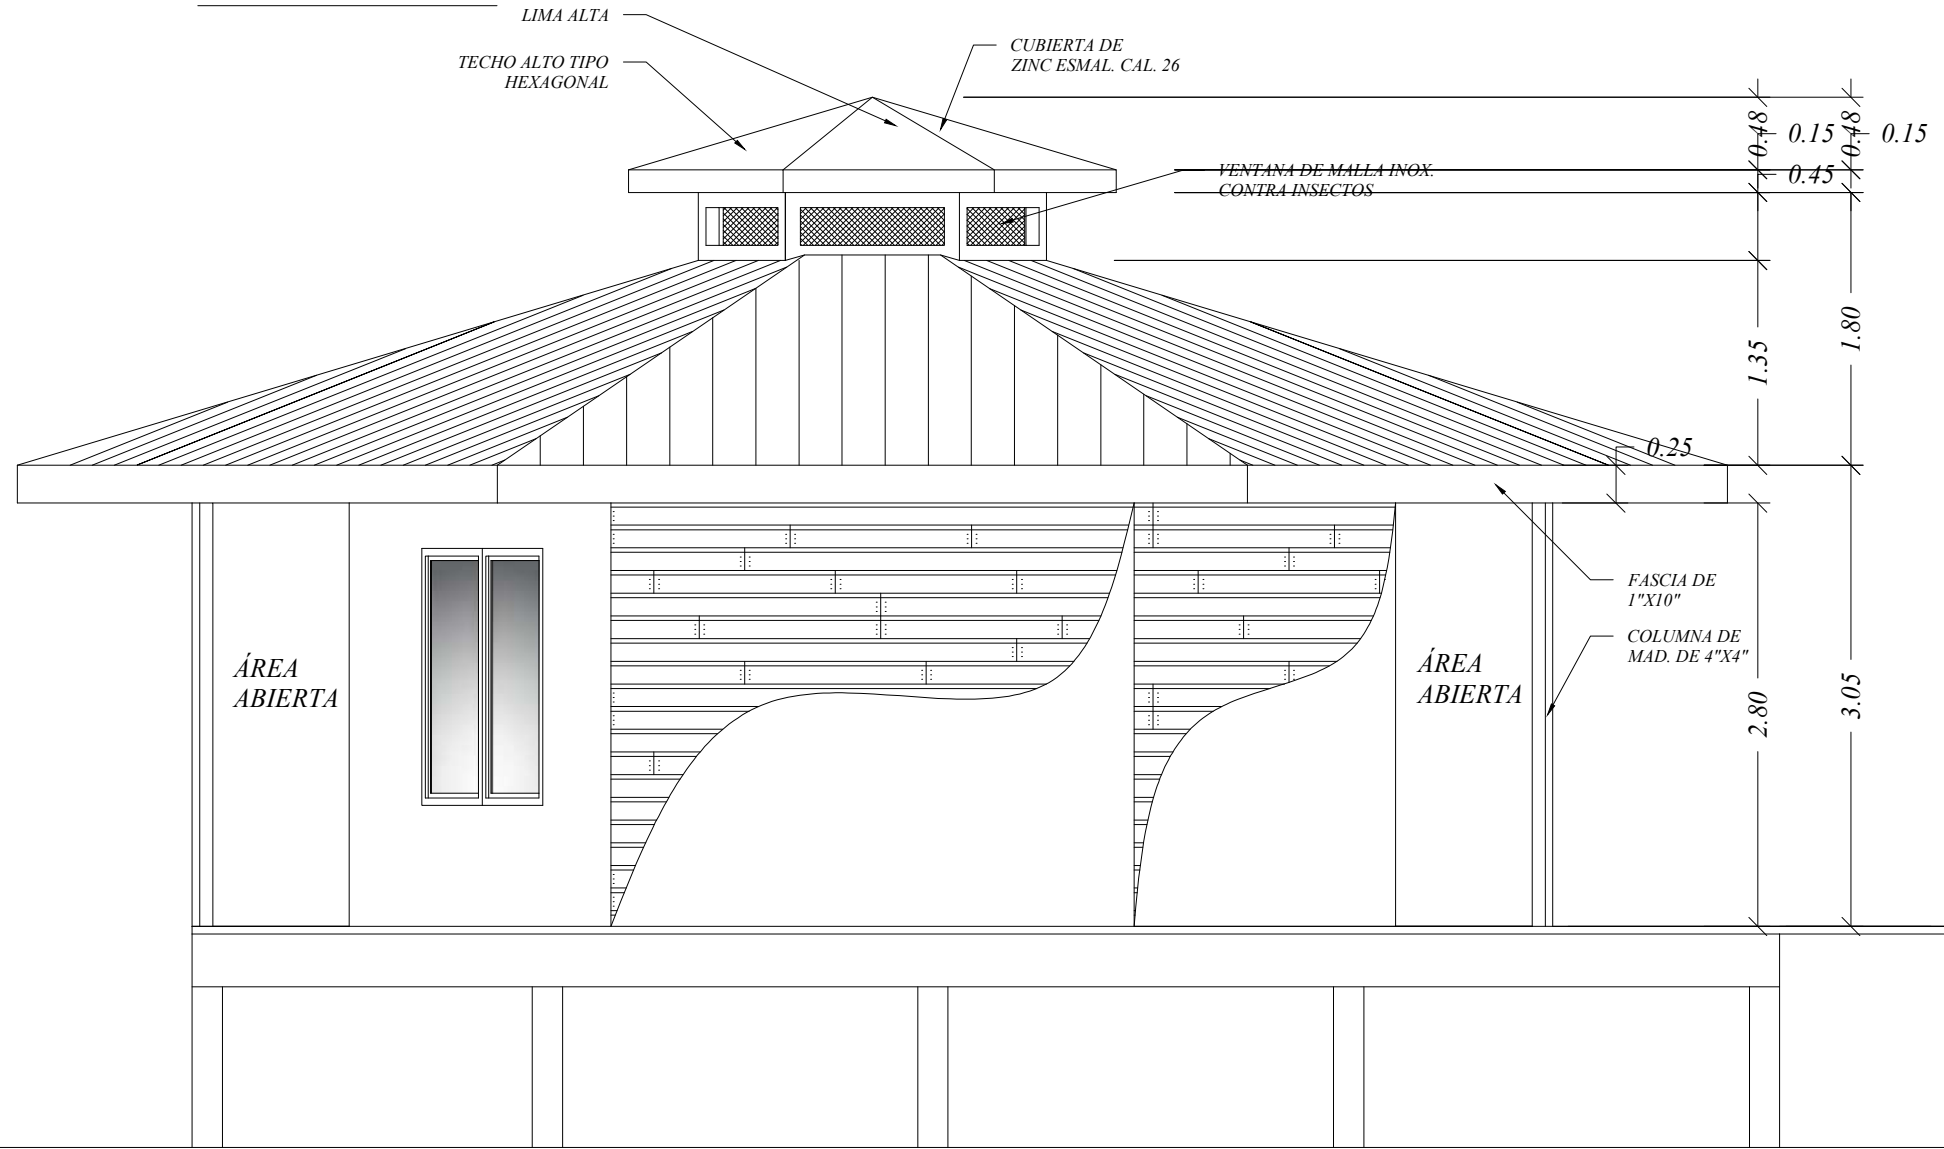 LIMA ALTA
TECHO ALTO TIPO
HEXAGONAL
CUBIERTA DE
ZINC ESMAL. CAL. 26
0.48
0.15
0.48
0.15
VENTANA DE MALLA INOX.
CONTRA INSECTOS
0.45
1.35
1.80
0.25
FASCIA DE
1"X10"
COLUMNA DE
MAD. DE 4"X4"
ÁREA
ABIERTA
ÁREA
ABIERTA
2.80
3.05